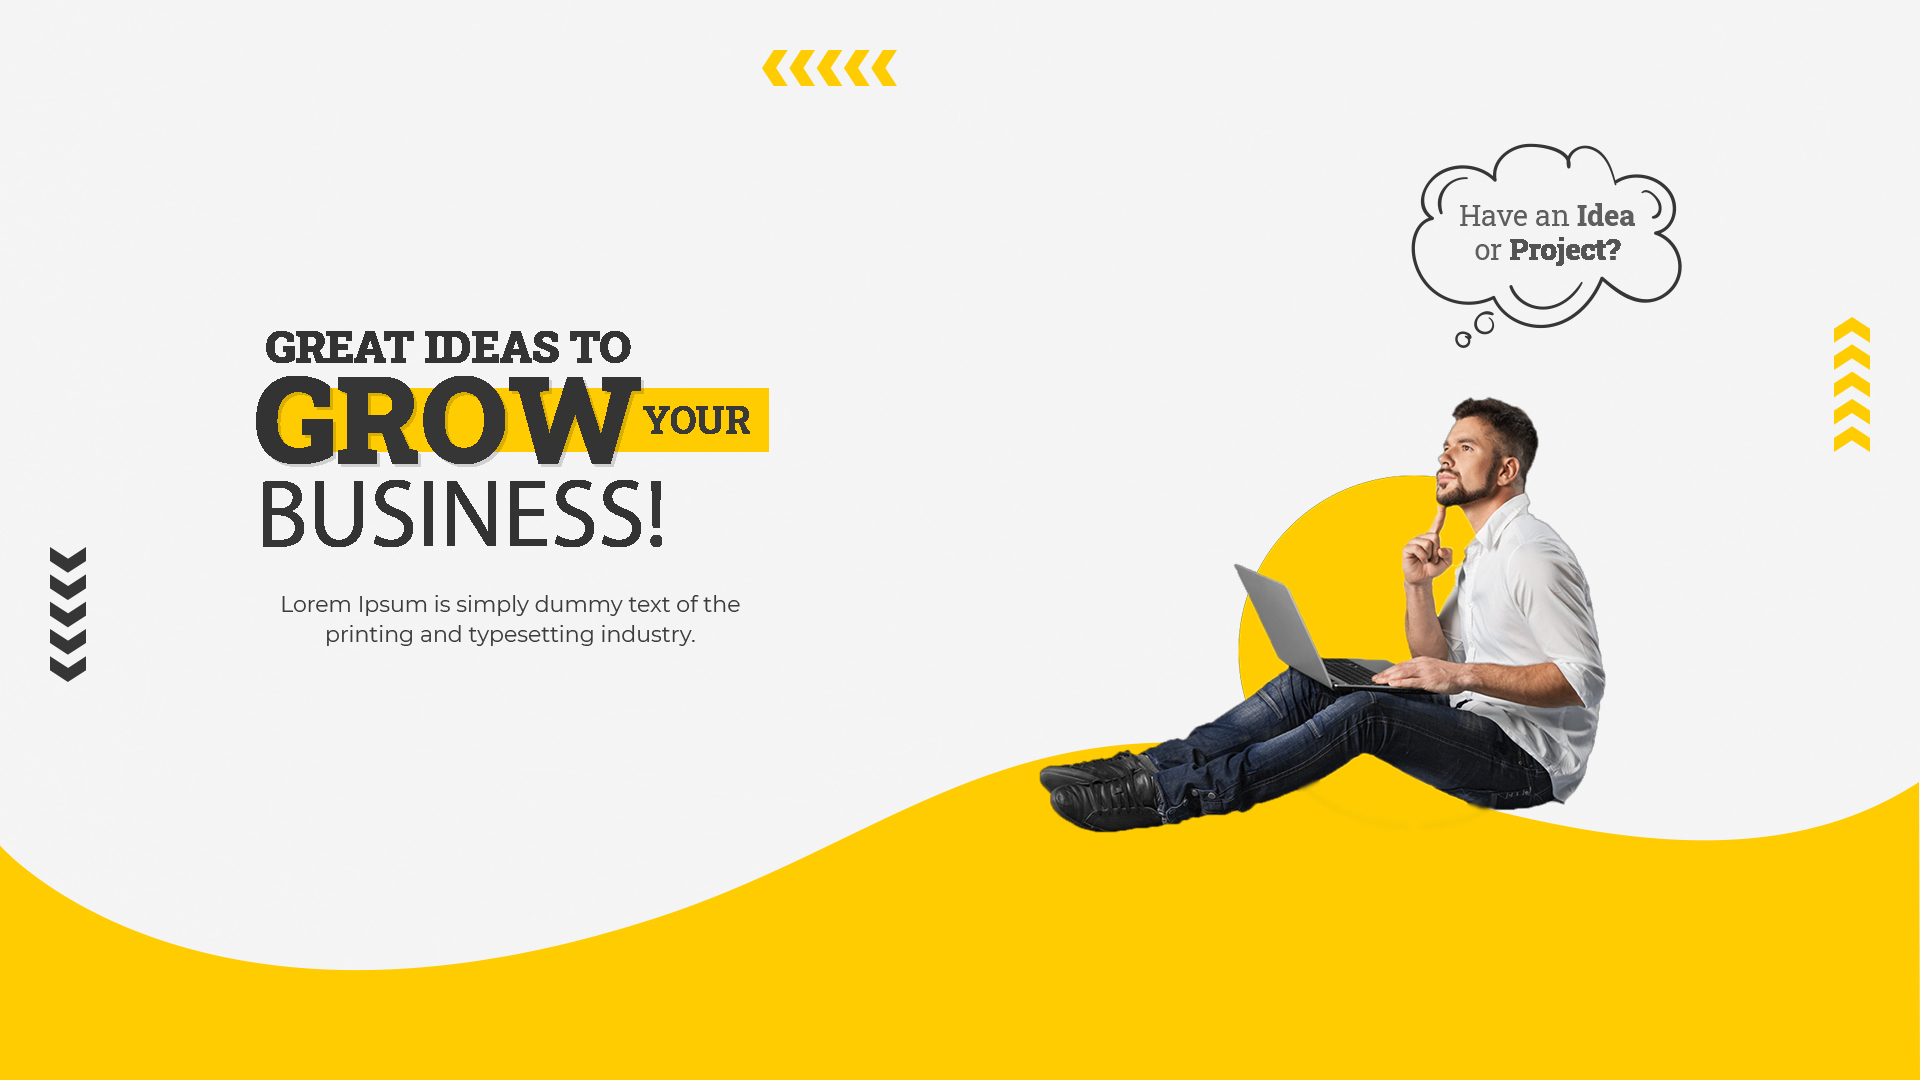 Have an Idea
or Project?
GREAT IDEAS TO
GROW YOUR
BUSINESS!
Lorem Ipsum is simply dummy text of the
printing and typesetting industry.